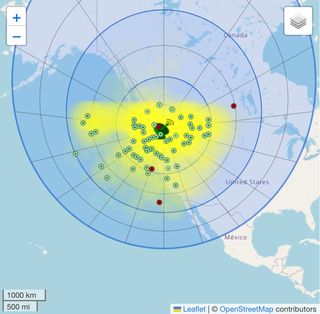 +
−
Canada
United States
México
1000 km
500 mi
Leaflet | © OpenStreetMap contributors